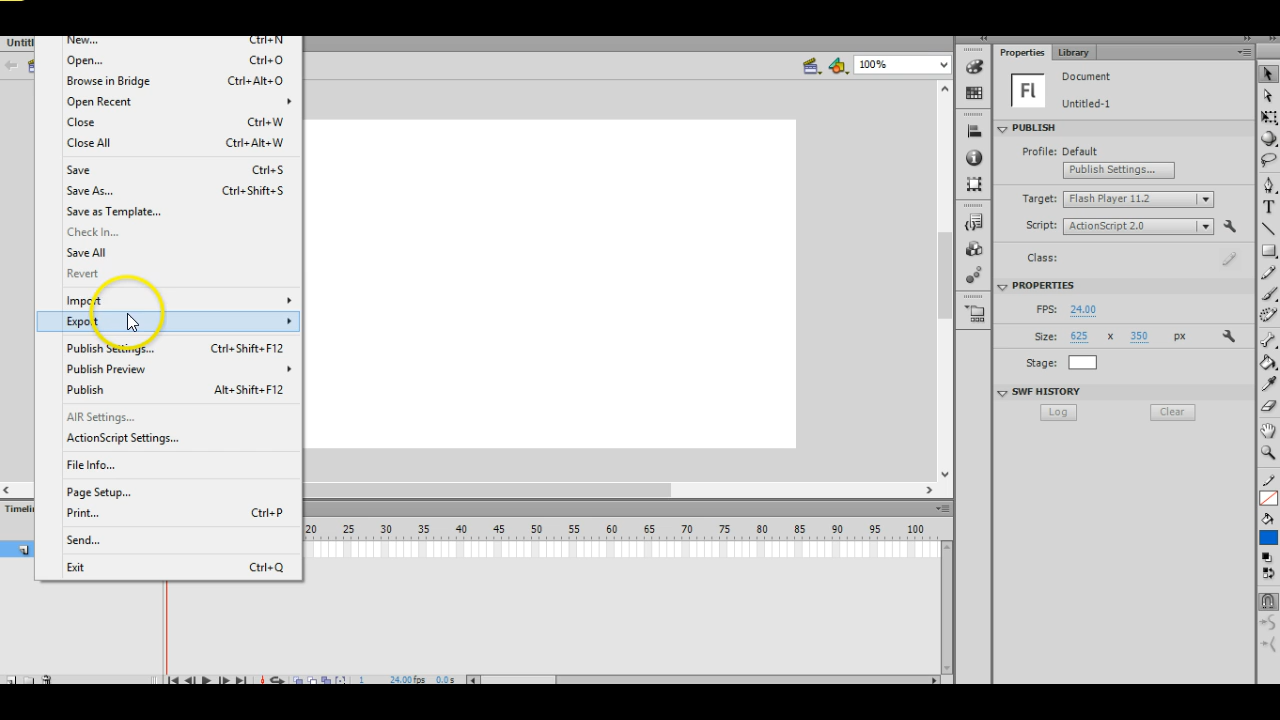 Untitl
New... Ctrl+N
Open... Ctrl+O
Browse in Bridge Ctrl+Alt+O
Open Recent
Close Ctrl+W
Close All Ctrl+Alt+W
Save Ctrl+S
Save As... Ctrl+Shift+S
Save as Template...
Check In...
Save All
Revert
Import
Export
Publish Settings... Ctrl+Shift+F12
Publish Preview
Publish Alt+Shift+F12
AIR Settings...
ActionScript Settings...
File Info...
Page Setup...
Print... Ctrl+P
Send...
Exit Ctrl+Q
100%
Timelin
20 25 30 35 40 45 50 55 60 65 70 75 80 85 90 95 100
1 24.00 fps 0.0 s
Properties Library
Fl
Document
Untitled-1
PUBLISH
Profile: Default
Publish Settings...
Target: Flash Player 11.2
Script: ActionScript 2.0
Class:
PROPERTIES
FPS: 24.00
Size: 625 x 350 px
Stage:
SWF HISTORY
Log Clear
T